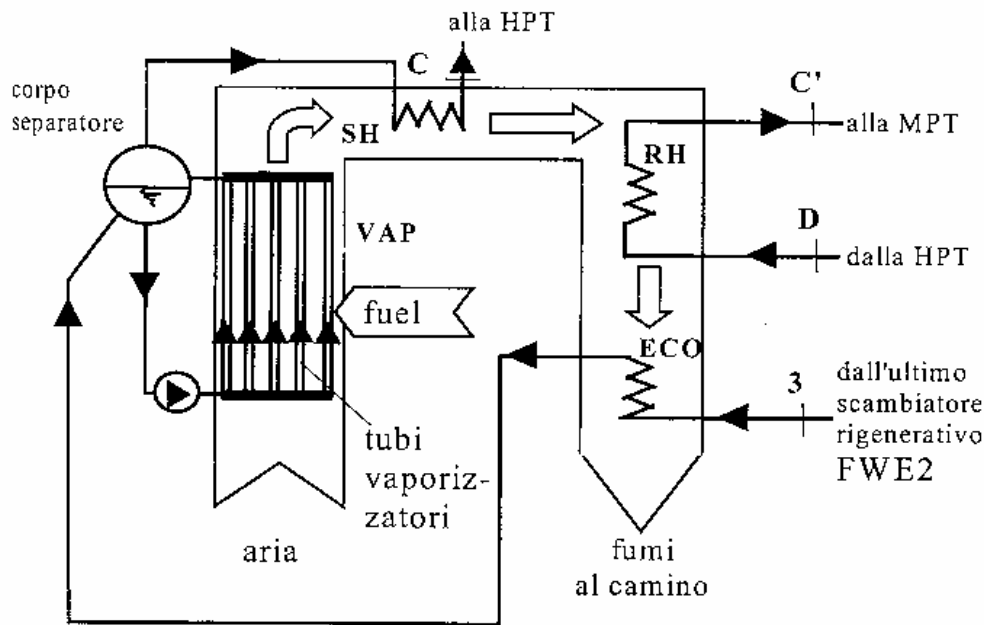 alla HPT
C
corpo
separatore
SH
C'
alla MPT
RH
VAP
D
dalla HPT
fuel
ECO
3
dall'ultimo
scambiatore
rigenerativo
FWE2
tubi
vaporiz-
zatori
aria
fumi
al camino